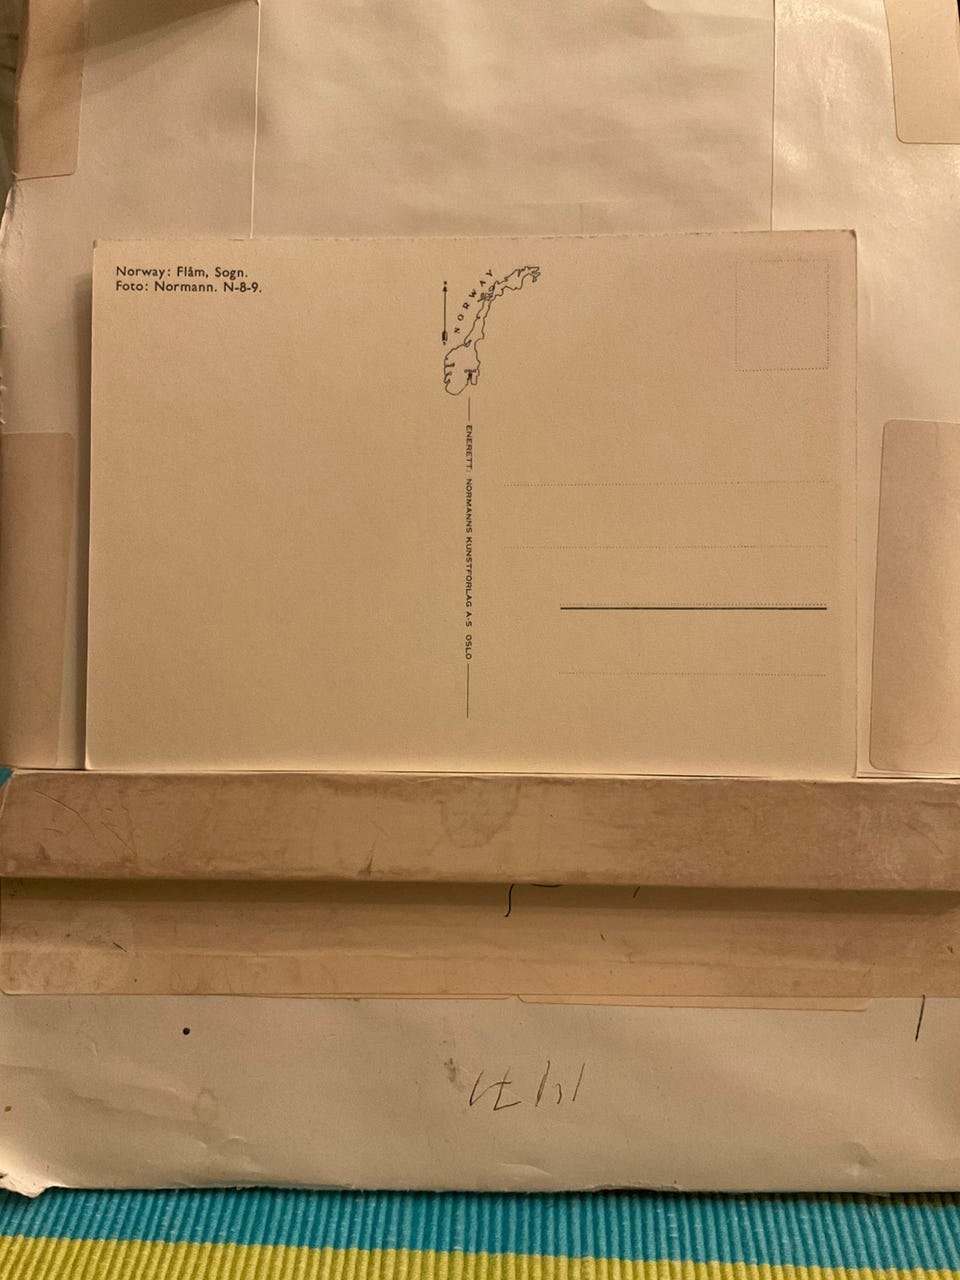 Norway: Flåm, Sogn.
Foto: Normann. N-8-9.
NORWAY
ENERETT: NORMANNS KUNSTFORLAG A-S OSLO